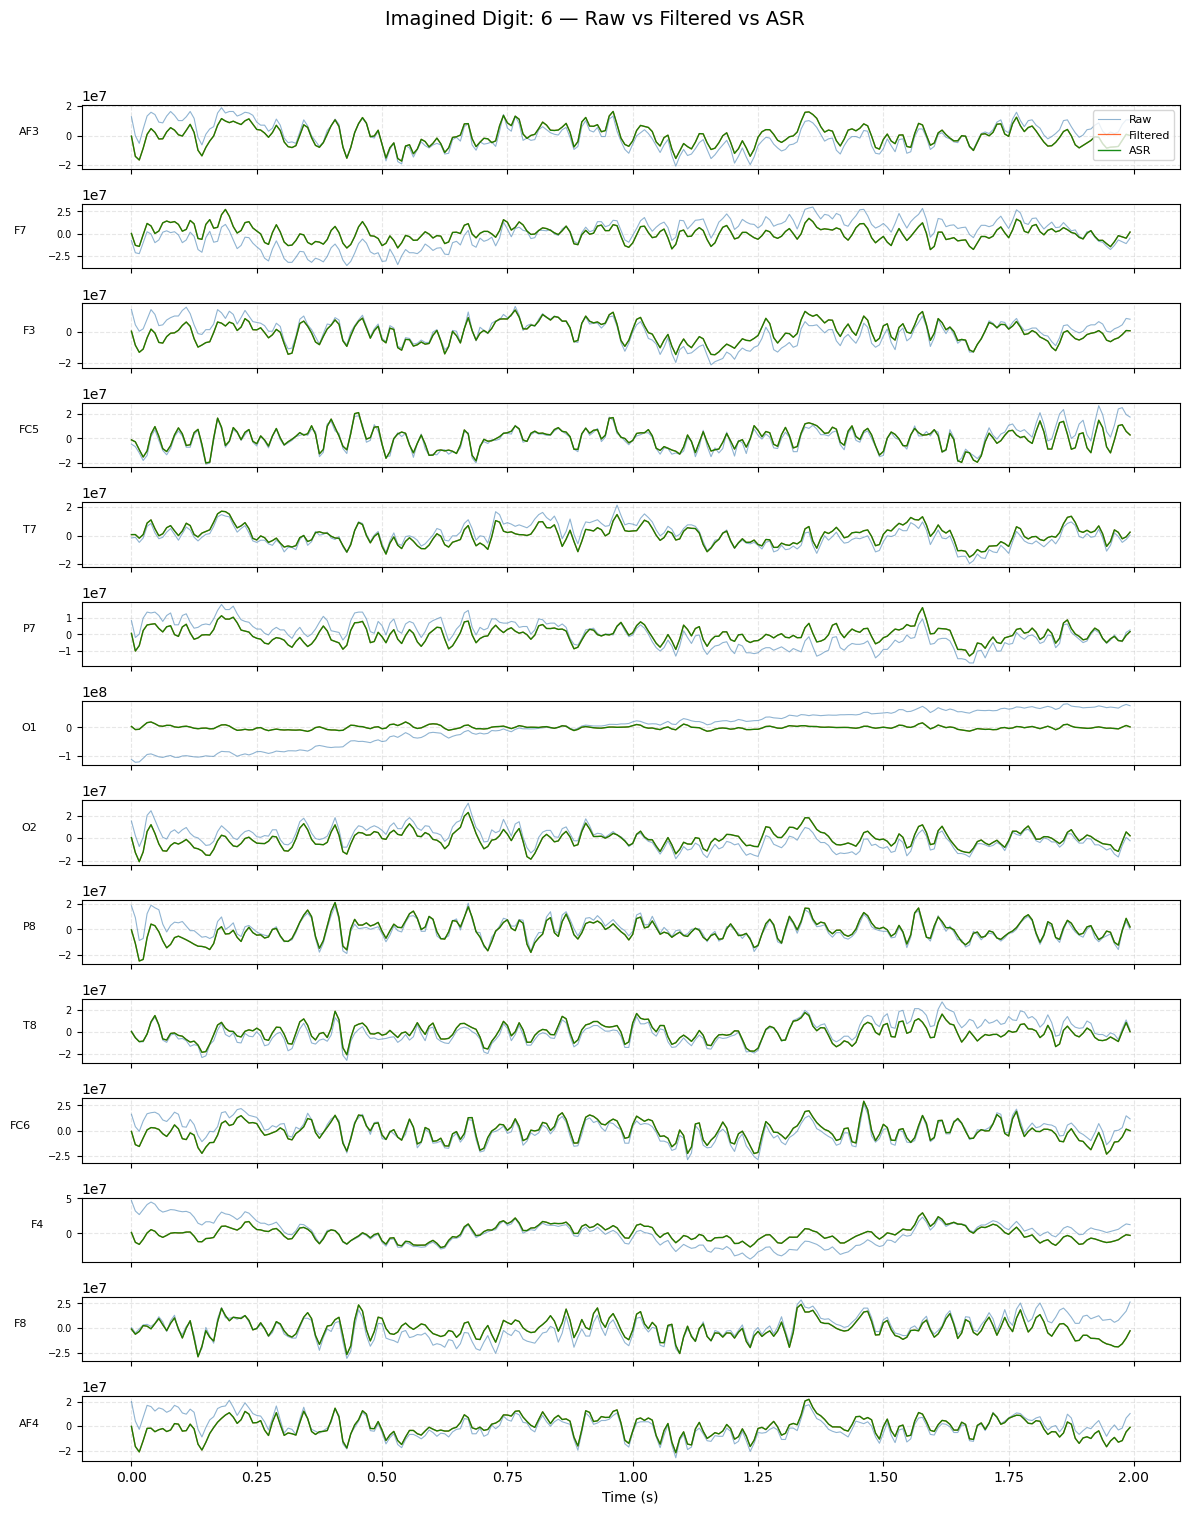 Imagined Digit: 6 — Raw vs Filtered vs ASR
1e7
AF3
2
0
−2
Raw
Filtered
ASR
1e7
F7
2.5
0.0
−2.5
1e7
F3
0
−2
1e7
FC5
2
0
−2
1e7
T7
2
0
−2
1e7
P7
1
0
−1
1e8
O1
0
−1
1e7
O2
2
0
−2
1e7
P8
2
0
−2
1e7
T8
2
0
−2
1e7
FC6
2.5
0.0
−2.5
1e7
F4
5
0
1e7
F8
2.5
0.0
−2.5
1e7
AF4
2
0
−2
0.00 0.25 0.50 0.75 1.00 1.25 1.50 1.75 2.00
Time (s)